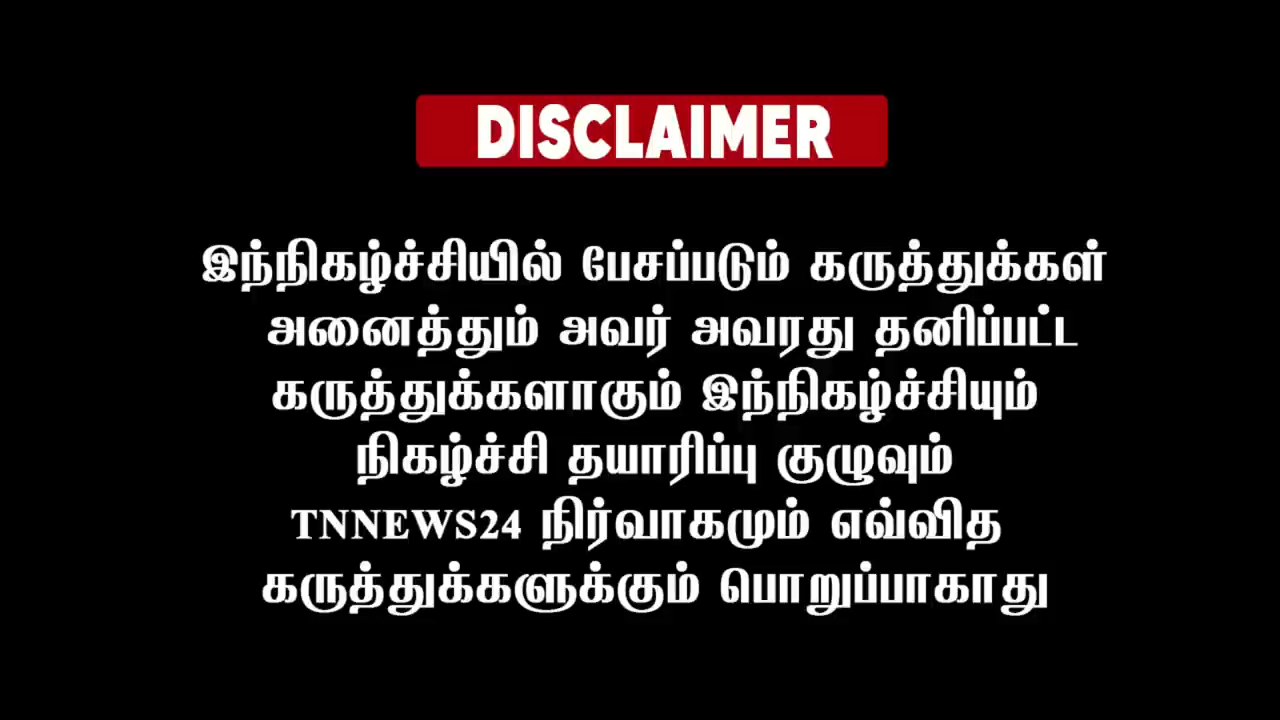 DISCLAIMER
இந்நிகழ்ச்சியில் பேசப்படும் கருத்துக்கள்
அனைத்தும் அவர் அவரது தனிப்பட்ட
கருத்துக்களாகும் இந்நிகழ்ச்சியும்
நிகழ்ச்சி தயாரிப்பு குழுவும்
TNNEWS24 நிர்வாகமும் எவ்வித
கருத்துக்களுக்கும் பொறுப்பாகாது